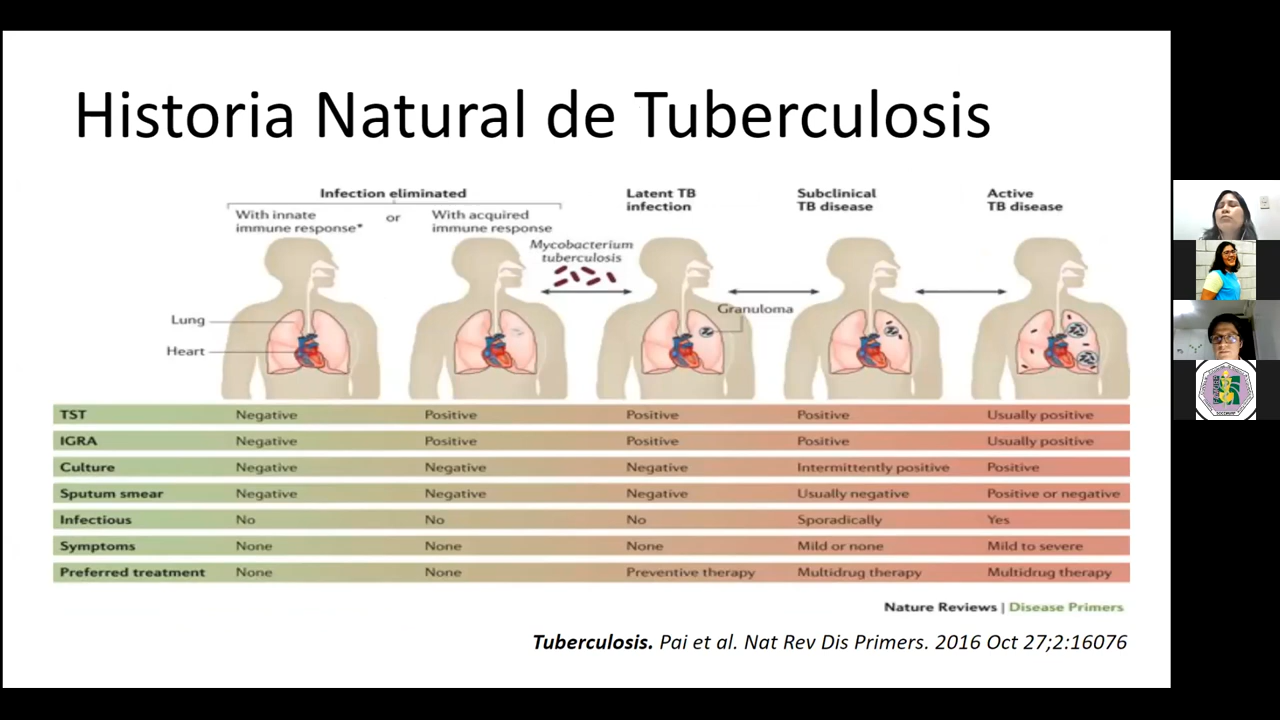 Historia Natural de Tuberculosis
Infection eliminated
With innate immune response*
or
With acquired immune response
Mycobacterium tuberculosis
Latent TB infection
Subclinical TB disease
Active TB disease
Lung
Heart
Granuloma
TST Negative Positive Positive Positive Usually positive
IGRA Negative Positive Positive Positive Usually positive
Culture Negative Negative Negative Intermittently positive Positive
Sputum smear Negative Negative Negative Usually negative Positive or negative
Infectious No No No Sporadically Yes
Symptoms None None None Mild or none Mild to severe
Preferred treatment None None Preventive therapy Multidrug therapy Multidrug therapy
Nature Reviews | Disease Primers
Tuberculosis. Pai et al. Nat Rev Dis Primers. 2016 Oct 27;2:16076